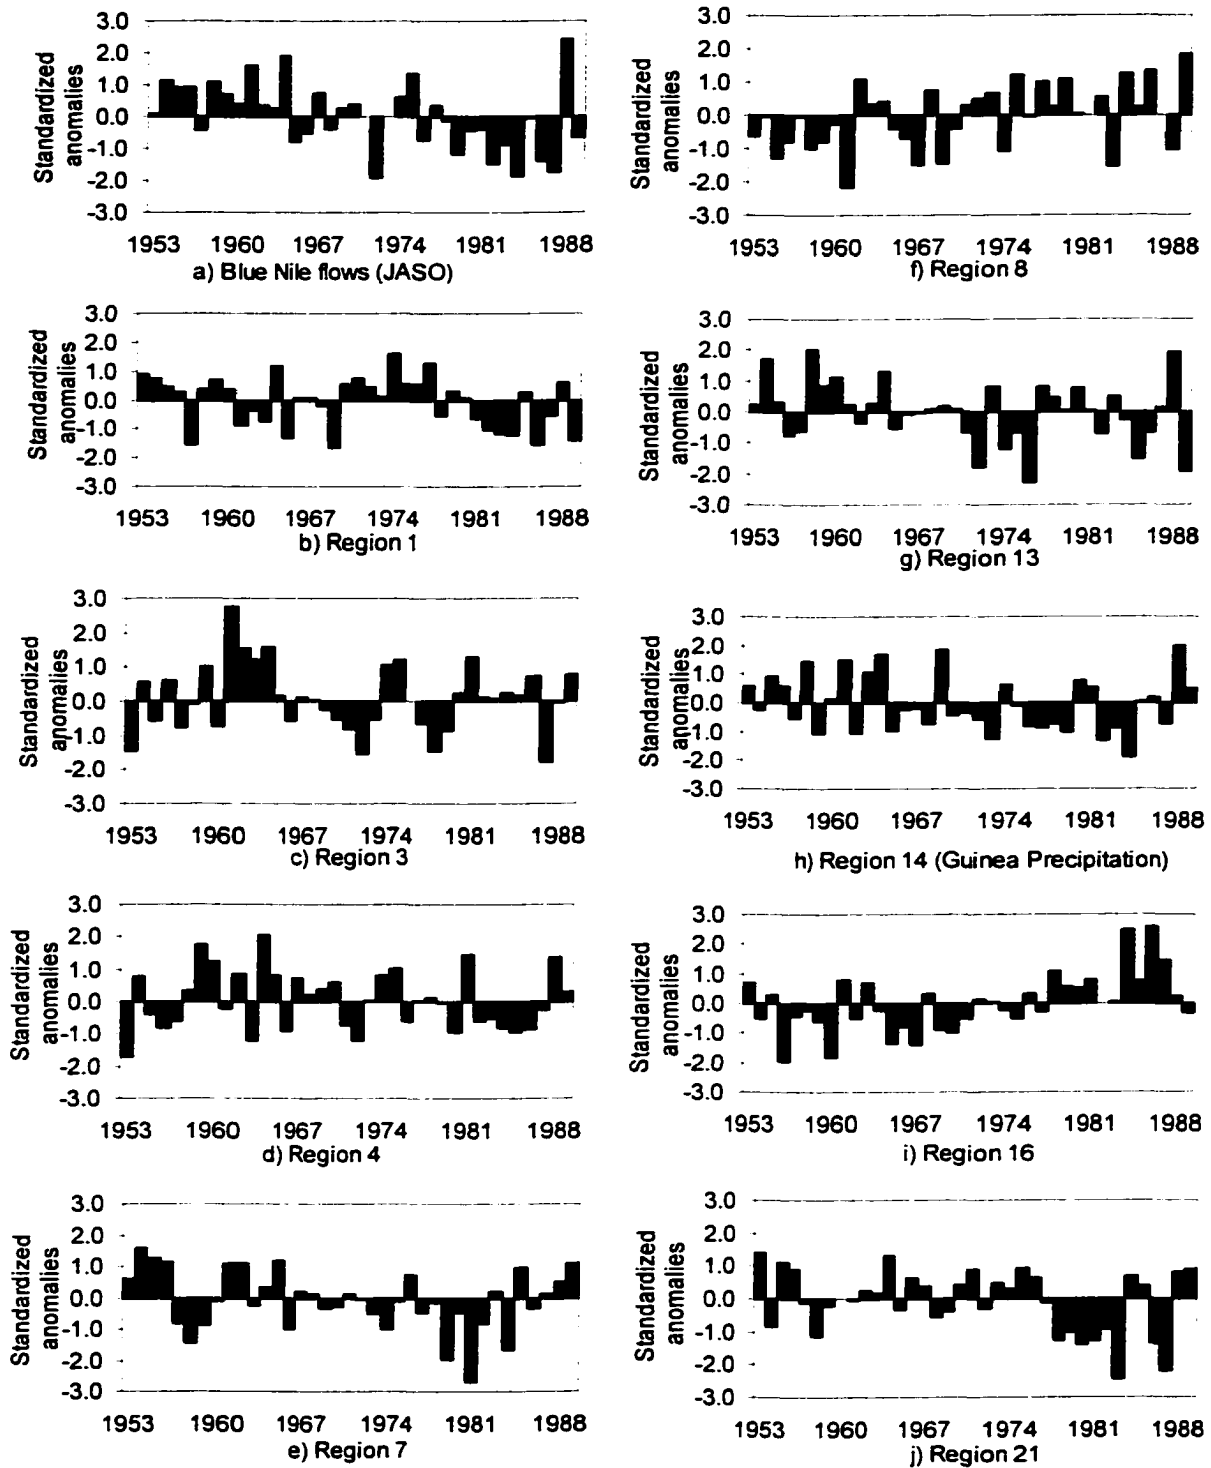 Standardized
anomalies
3.0
2.0
1.0
0.0
-1.0
-2.0
-3.0
1953 1960 1967 1974 1981 1988
a) Blue Nile flows (JASO)
Standardized
anomalies
3.0
2.0
1.0
0.0
-1.0
-2.0
-3.0
1953 1960 1967 1974 1981 1988
b) Region 1
Standardized
anomalies
3.0
2.0
1.0
0.0
-1.0
-2.0
-3.0
1953 1960 1967 1974 1981 1988
c) Region 3
Standardized
anomalies
3.0
2.0
1.0
0.0
-1.0
-2.0
-3.0
1953 1960 1967 1974 1981 1988
d) Region 4
Standardized
anomalies
3.0
2.0
1.0
0.0
-1.0
-2.0
-3.0
1953 1960 1967 1974 1981 1988
e) Region 7
Standardized
anomalies
3.0
2.0
1.0
0.0
-1.0
-2.0
-3.0
1953 1960 1967 1974 1981 1988
f) Region 8
Standardized
anomalies
3.0
2.0
1.0
0.0
-1.0
-2.0
-3.0
1953 1960 1967 1974 1981 1988
g) Region 13
Standardized
anomalies
3.0
2.0
1.0
0.0
-1.0
-2.0
-3.0
1953 1960 1967 1974 1981 1988
h) Region 14 (Guinea Precipitation)
Standardized
anomalies
3.0
2.0
1.0
0.0
-1.0
-2.0
-3.0
1953 1960 1967 1974 1981 1988
i) Region 16
Standardized
anomalies
3.0
2.0
1.0
0.0
-1.0
-2.0
-3.0
1953 1960 1967 1974 1981 1988
j) Region 21